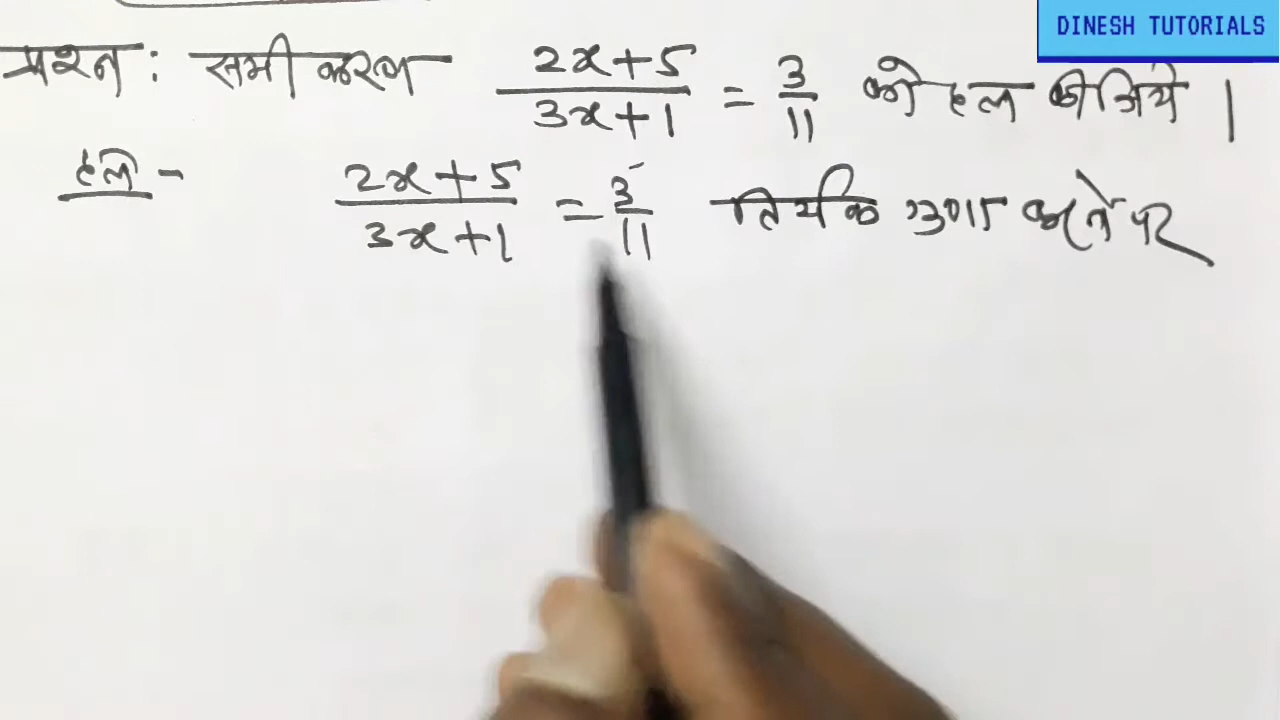 DINESH TUTORIALS
प्रश्न : समीकरण (2x+5)/(3x+1) = 3/11 को हल कीजिये ।
हल - (2x+5)/(3x+1) = 3/11 तिर्यक गुणा करने पर